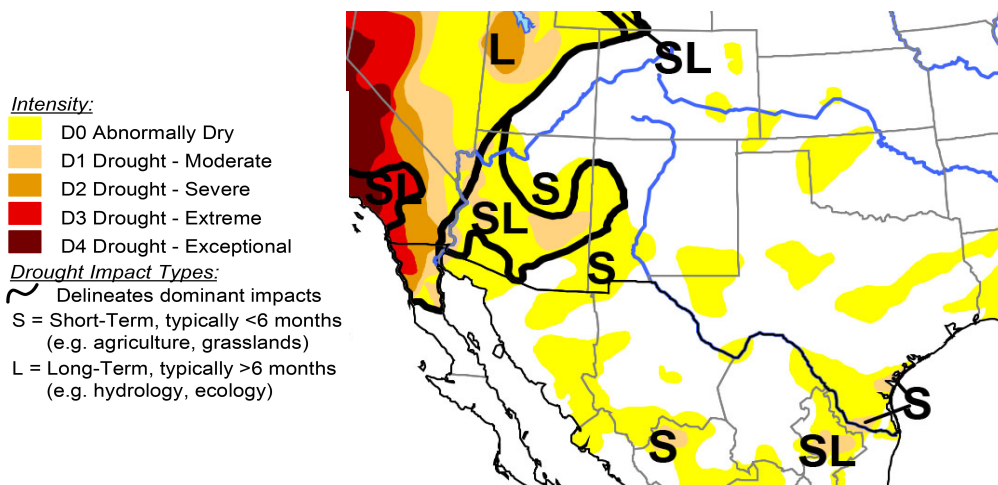 Intensity:
D0 Abnormally Dry
D1 Drought - Moderate
D2 Drought - Severe
D3 Drought - Extreme
D4 Drought - Exceptional
Drought Impact Types:
Delineates dominant impacts
S = Short-Term, typically <6 months
(e.g. agriculture, grasslands)
L = Long-Term, typically >6 months
(e.g. hydrology, ecology)
L
SL
SL
S
SL
S
S
S
SL